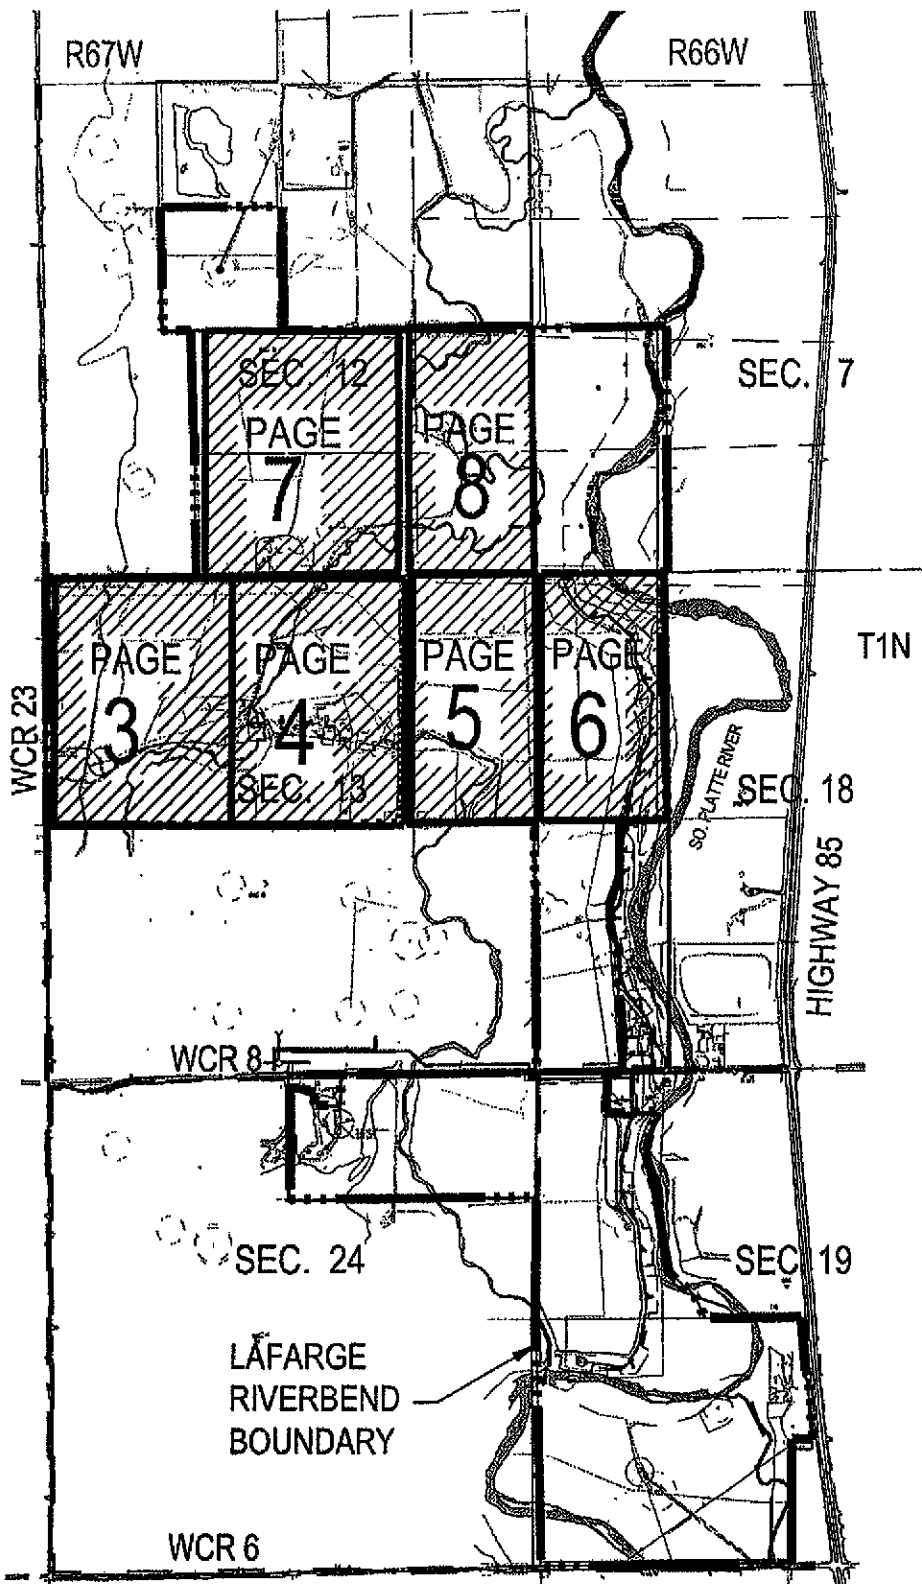 R67W
R66W
SEC. 12
SEC. 7
PAGE
7
PAGE
8
PAGE
3
PAGE
4
PAGE
5
PAGE
6
T1N
WCR 23
SEC. 13
SEC. 18
SO. PLATTE RIVER
HIGHWAY 85
WCR 8
SEC. 24
SEC. 19
LAFARGE
RIVERBEND
BOUNDARY
WCR 6